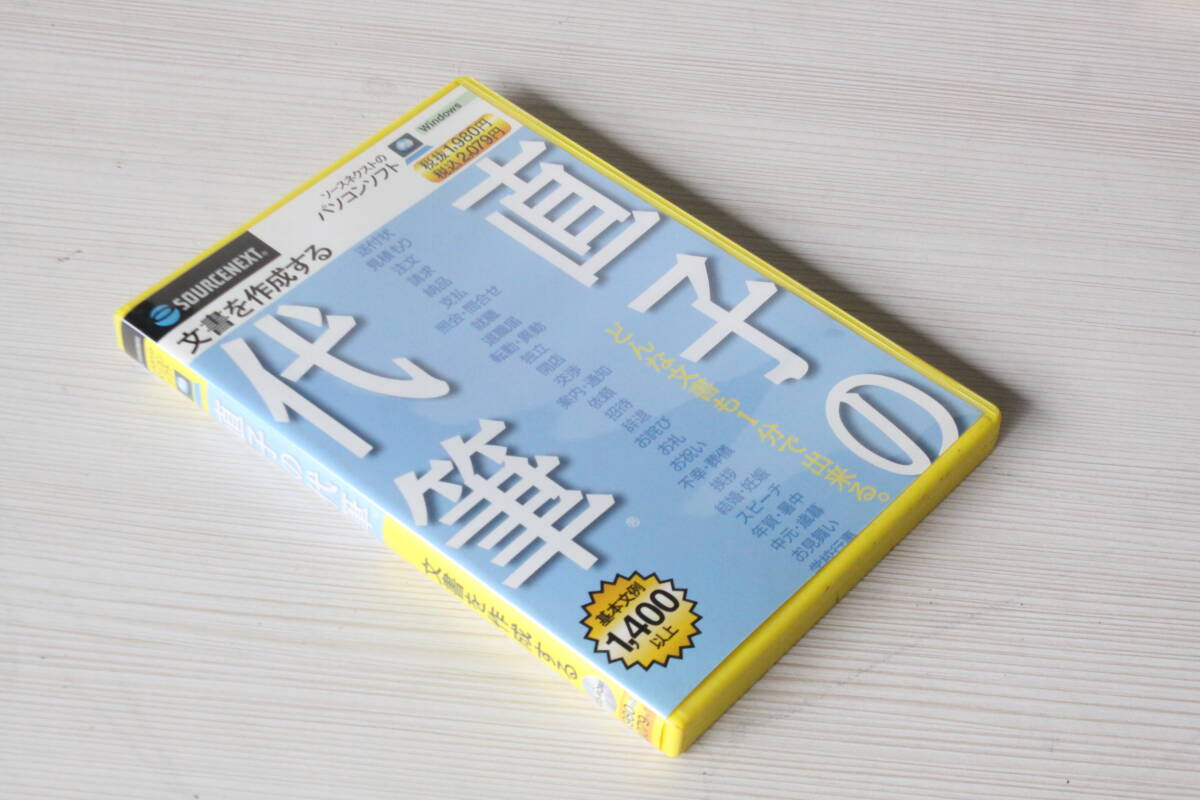 Windows
ソースネクストの
パソコンソフト
税抜1,980円
税込2,079円
SOURCENEXT®
文書を作成する
直子の
代筆®
どんな文書も1分で出来る。
送付状
見積もり
注文
請求
納品
支払
照会・問合せ
就職
退職届
転勤・異動
独立
開店
交渉
案内・通知
依頼
招待
辞退
お詫び
お礼
お祝い
不幸・葬儀
挨拶
結婚・妊娠
スピーチ
年賀・暑中
中元・歳暮
お見舞い
学校行事
基本文例
1,400
以上
直子の代筆
文書を作成する